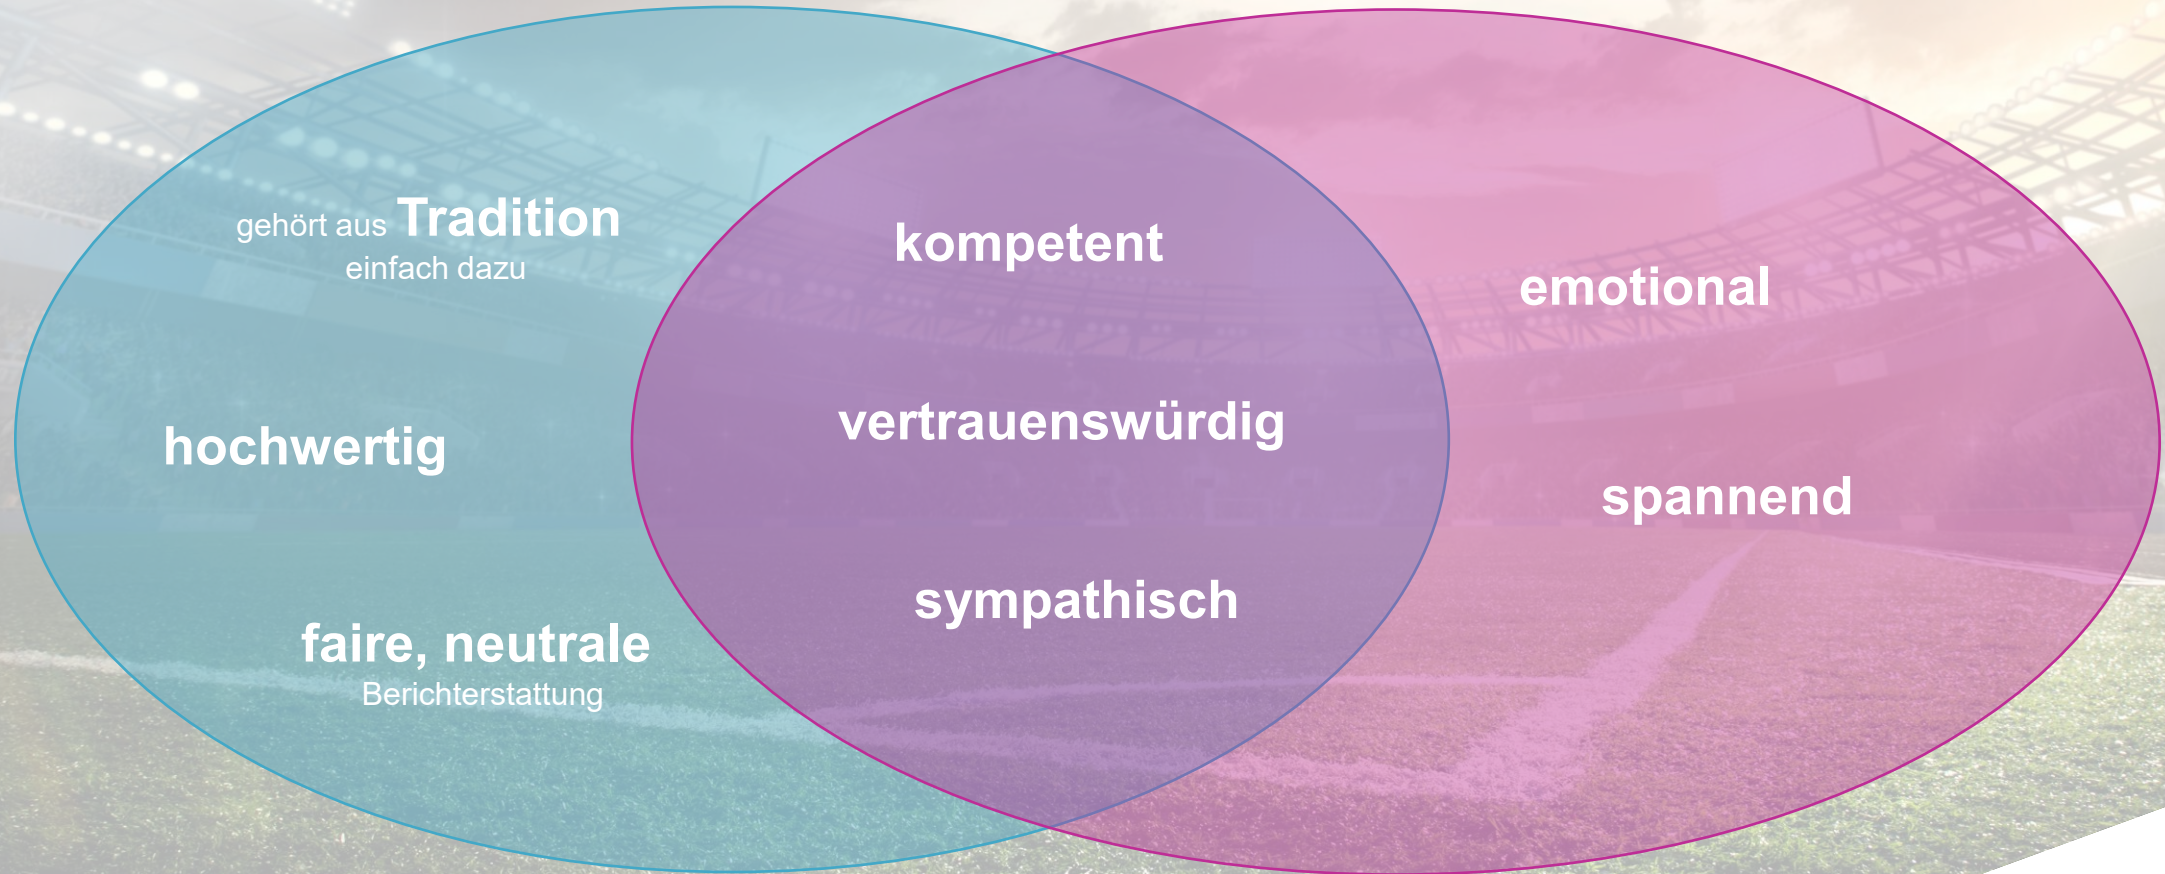 gehört aus Tradition
einfach dazu
hochwertig
faire, neutrale
Berichterstattung
kompetent
vertrauenswürdig
sympathisch
emotional
spannend